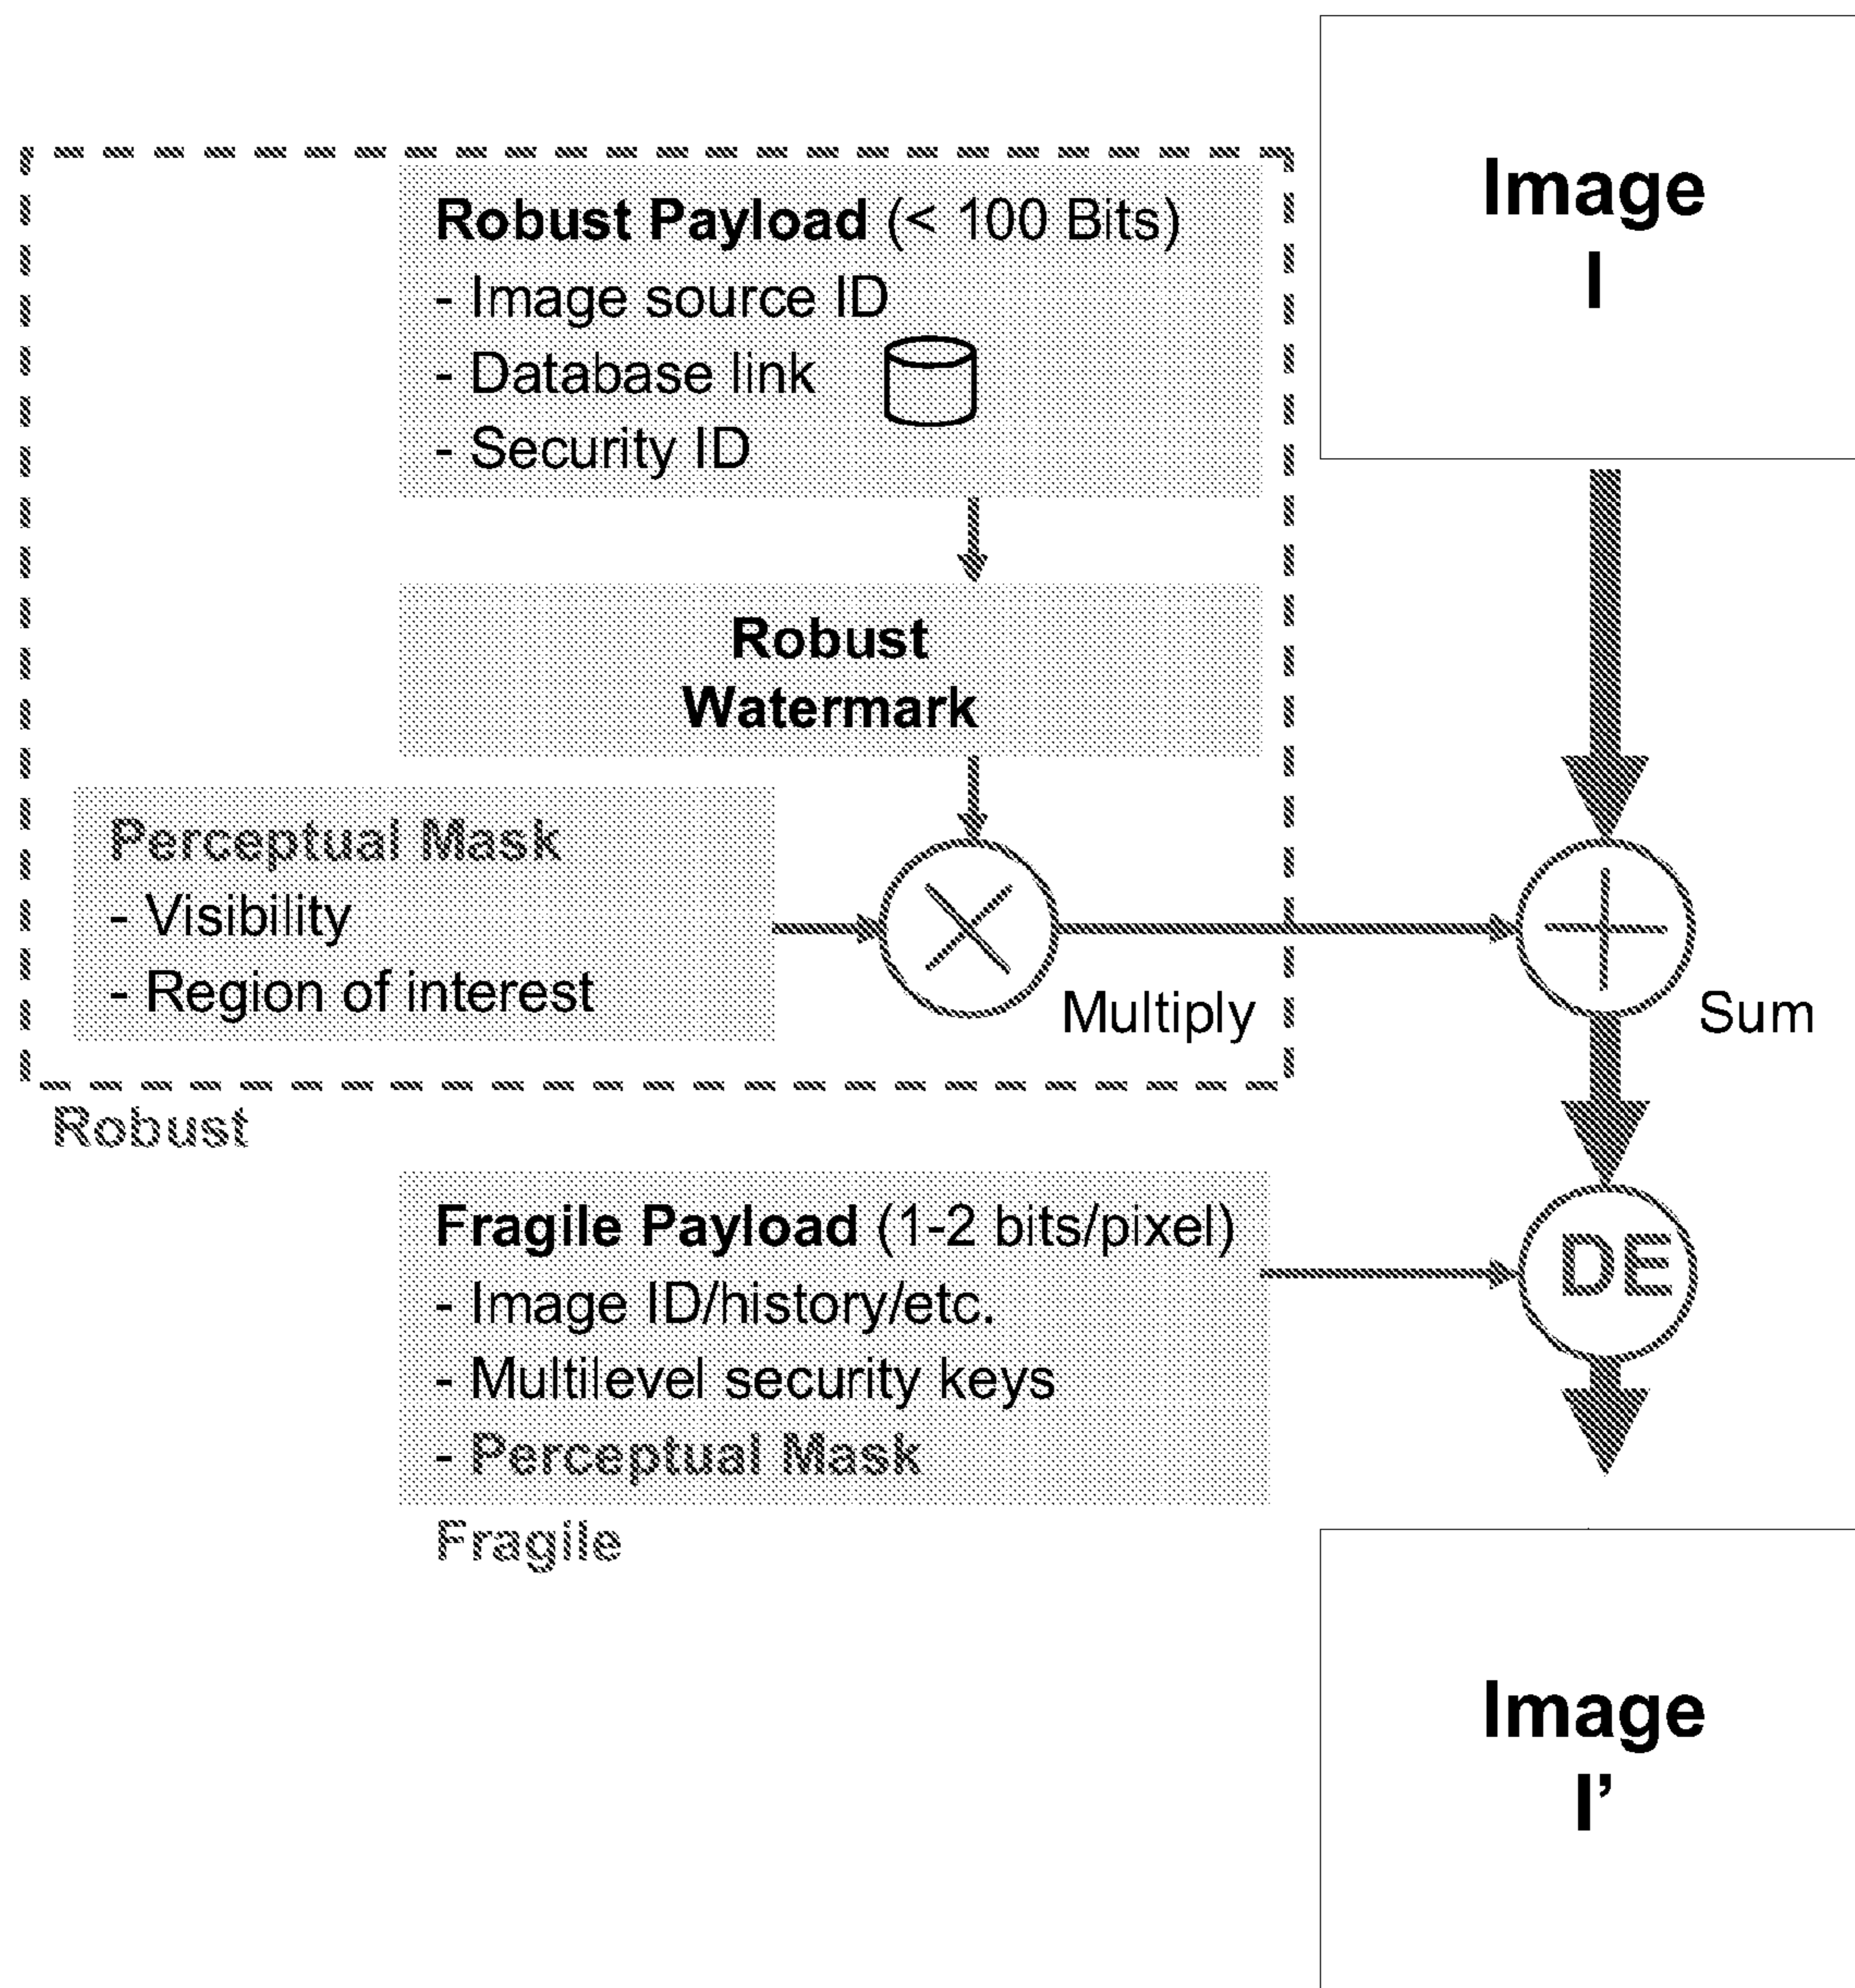 Image
I
Robust Payload (< 100 Bits)
- Image source ID
- Database link
- Security ID
Robust
Watermark
Perceptual Mask
- Visibility
- Region of interest
Multiply
Sum
Robust
Fragile Payload (1-2 bits/pixel)
- Image ID/history/etc.
- Multilevel security keys
- Perceptual Mask
DE
Fragile
Image
I’